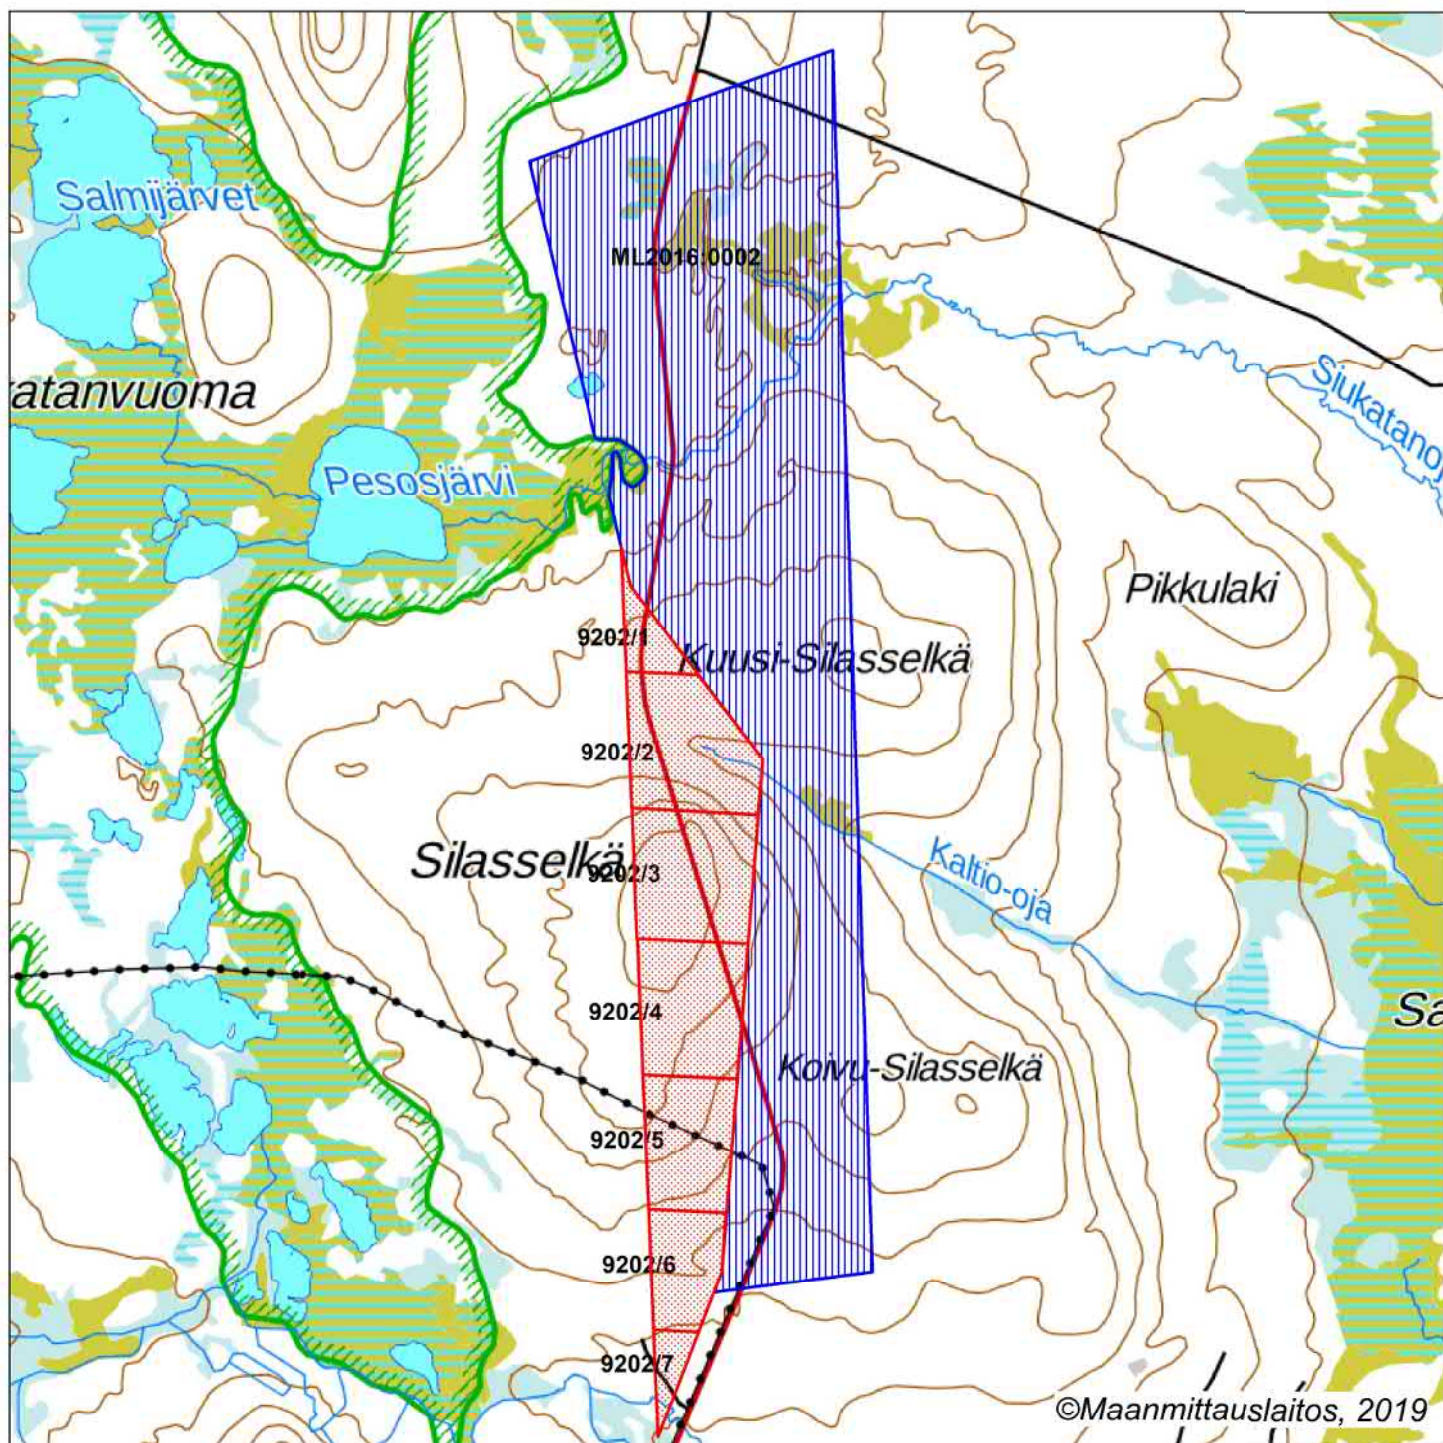 Salmijärvet
ML2016:0002
Siukatanoj
atanvuoma
Pesosjärvi
Pikkulaki
9202/1
Kuusi-Silasselkä
9202/2
Silasselkä
9202/3
Kaltio-oja
9202/4
Sa
Koivu-Silasselkä
9202/5
9202/6
9202/7
©Maanmittauslaitos, 2019